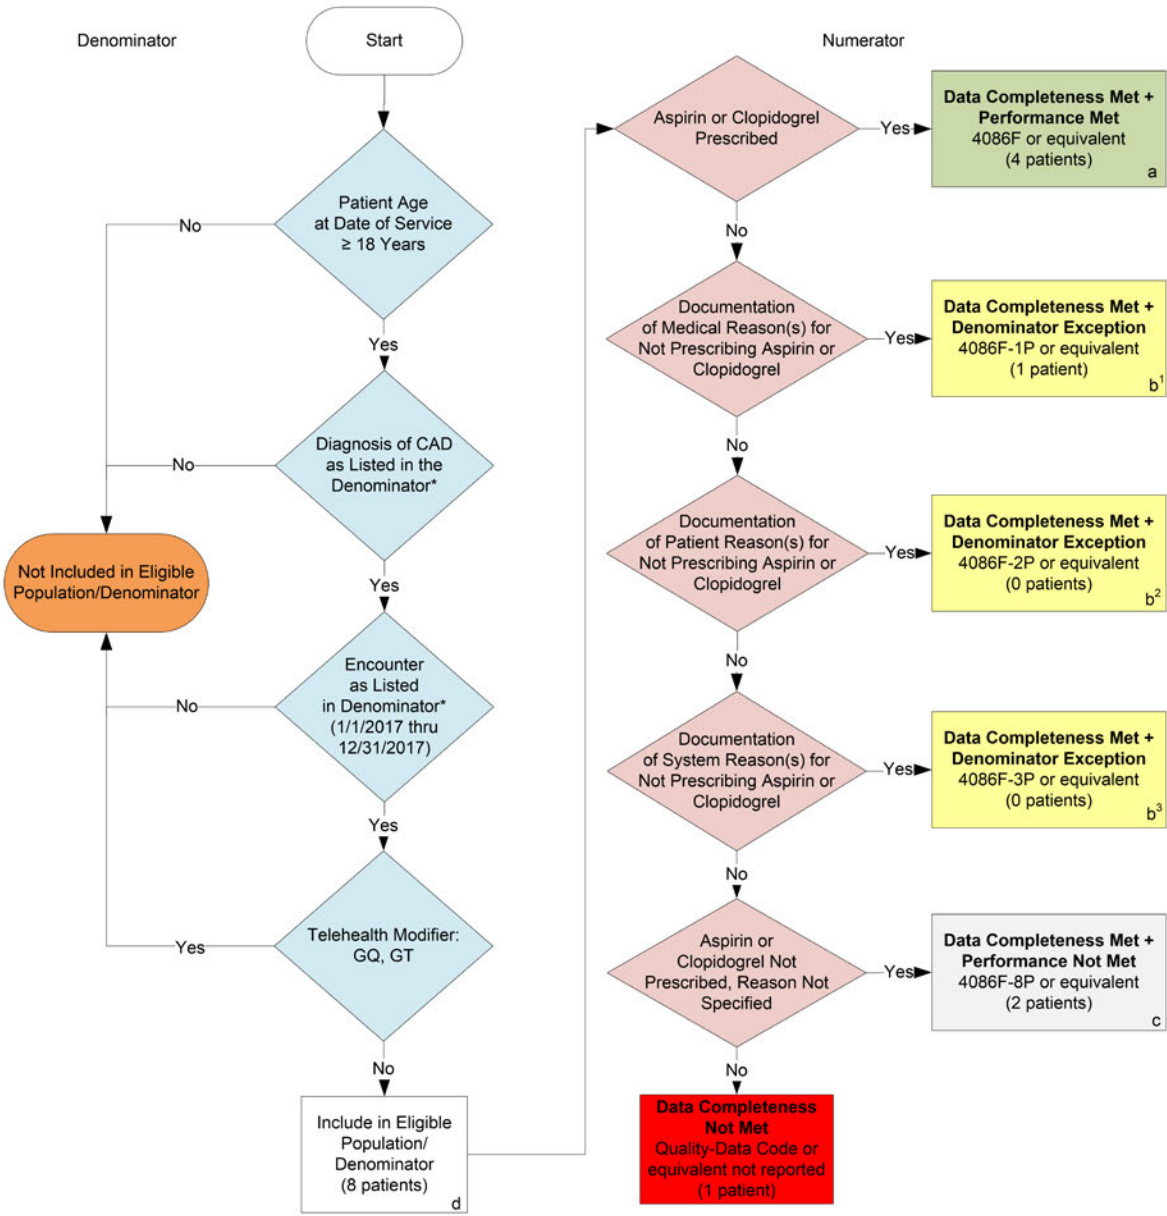 Denominator
Start
Patient Age
at Date of Service
≥ 18 Years
No
Yes
Diagnosis of CAD
as Listed in the
Denominator*
No
Yes
Not Included in Eligible
Population/Denominator
Encounter
as Listed
in Denominator*
(1/1/2017 thru
12/31/2017)
No
Yes
Telehealth Modifier:
GQ, GT
Yes
No
Include in Eligible
Population/
Denominator
(8 patients)
d
Numerator
Aspirin or Clopidogrel
Prescribed
Yes
Data Completeness Met +
Performance Met
4086F or equivalent
(4 patients)
a
No
Documentation
of Medical Reason(s) for
Not Prescribing Aspirin or
Clopidogrel
Yes
Data Completeness Met +
Denominator Exception
4086F-1P or equivalent
(1 patient)
b¹
No
Documentation
of Patient Reason(s) for
Not Prescribing Aspirin or
Clopidogrel
Yes
Data Completeness Met +
Denominator Exception
4086F-2P or equivalent
(0 patients)
b²
No
Documentation
of System Reason(s) for
Not Prescribing Aspirin or
Clopidogrel
Yes
Data Completeness Met +
Denominator Exception
4086F-3P or equivalent
(0 patients)
b³
No
Aspirin or
Clopidogrel Not
Prescribed, Reason Not
Specified
Yes
Data Completeness Met +
Performance Not Met
4086F-8P or equivalent
(2 patients)
c
No
Data Completeness
Not Met
Quality-Data Code or
equivalent not reported
(1 patient)